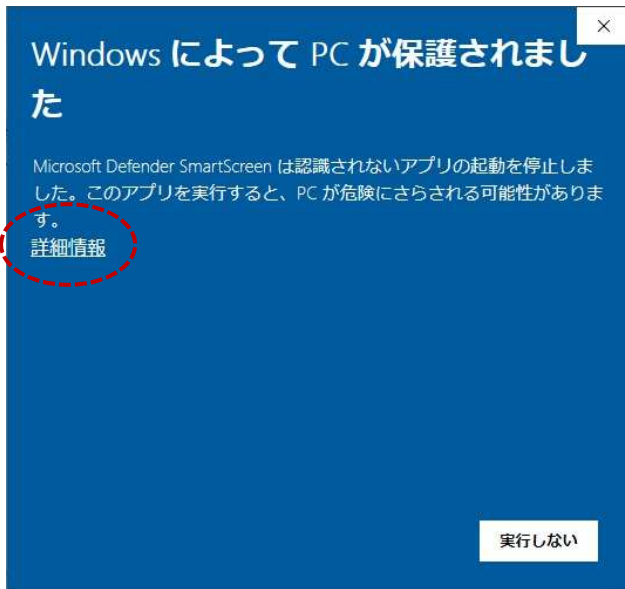 ×
Windows によって PC が保護されまし
た
Microsoft Defender SmartScreen は認識されないアプリの起動を停止しま
した。このアプリを実行すると、PC が危険にさらされる可能性がありま
す。
詳細情報
実行しない